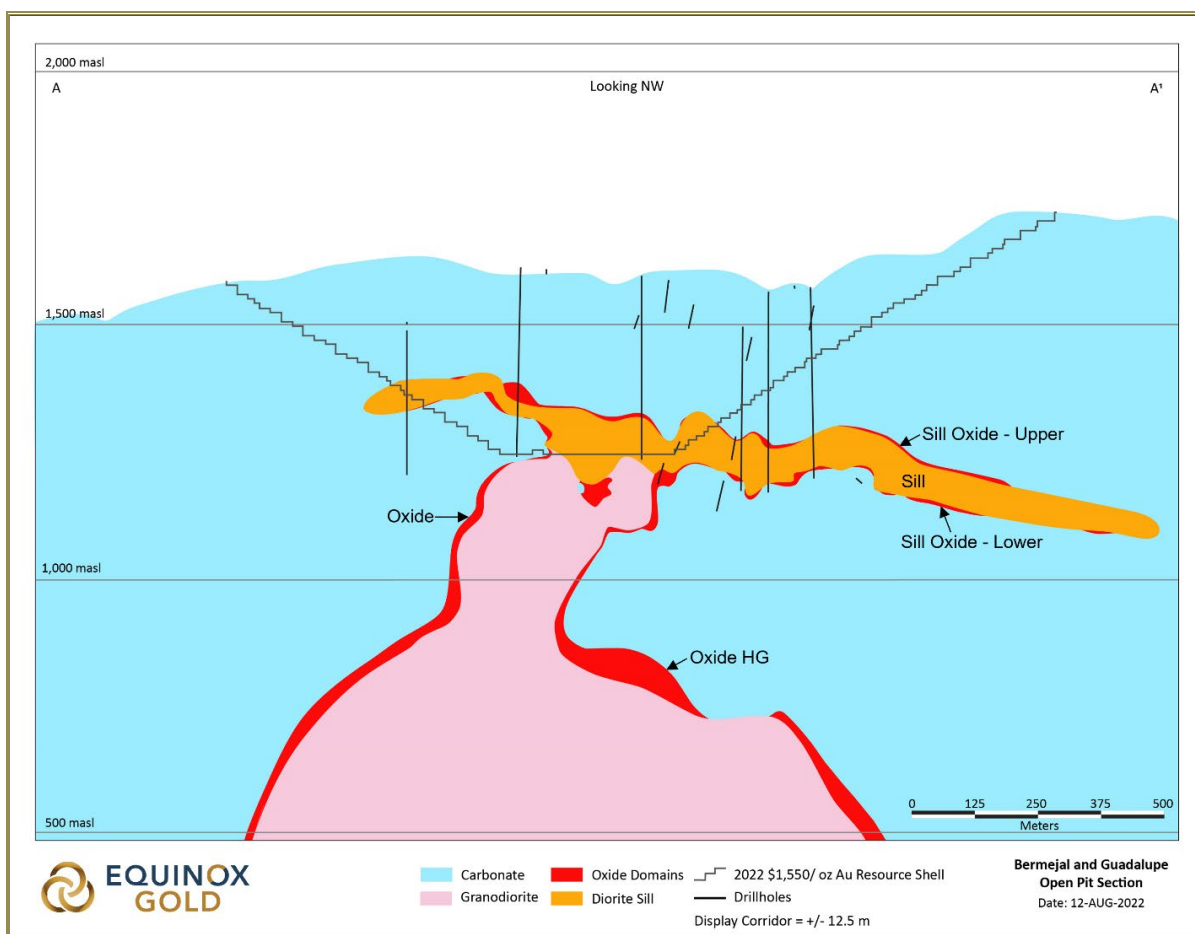 2,000 masl
A
Looking NW
A¹
1,500 masl
Sill Oxide - Upper
Sill
Oxide
Sill Oxide - Lower
1,000 masl
Oxide HG
0 125 250 375 500
Meters
500 masl
EQUINOX
GOLD
Carbonate
Oxide Domains
2022 $1,550/ oz Au Resource Shell
Granodiorite
Diorite Sill
Drillholes
Display Corridor = +/- 12.5 m
Bermejal and Guadalupe
Open Pit Section
Date: 12-AUG-2022